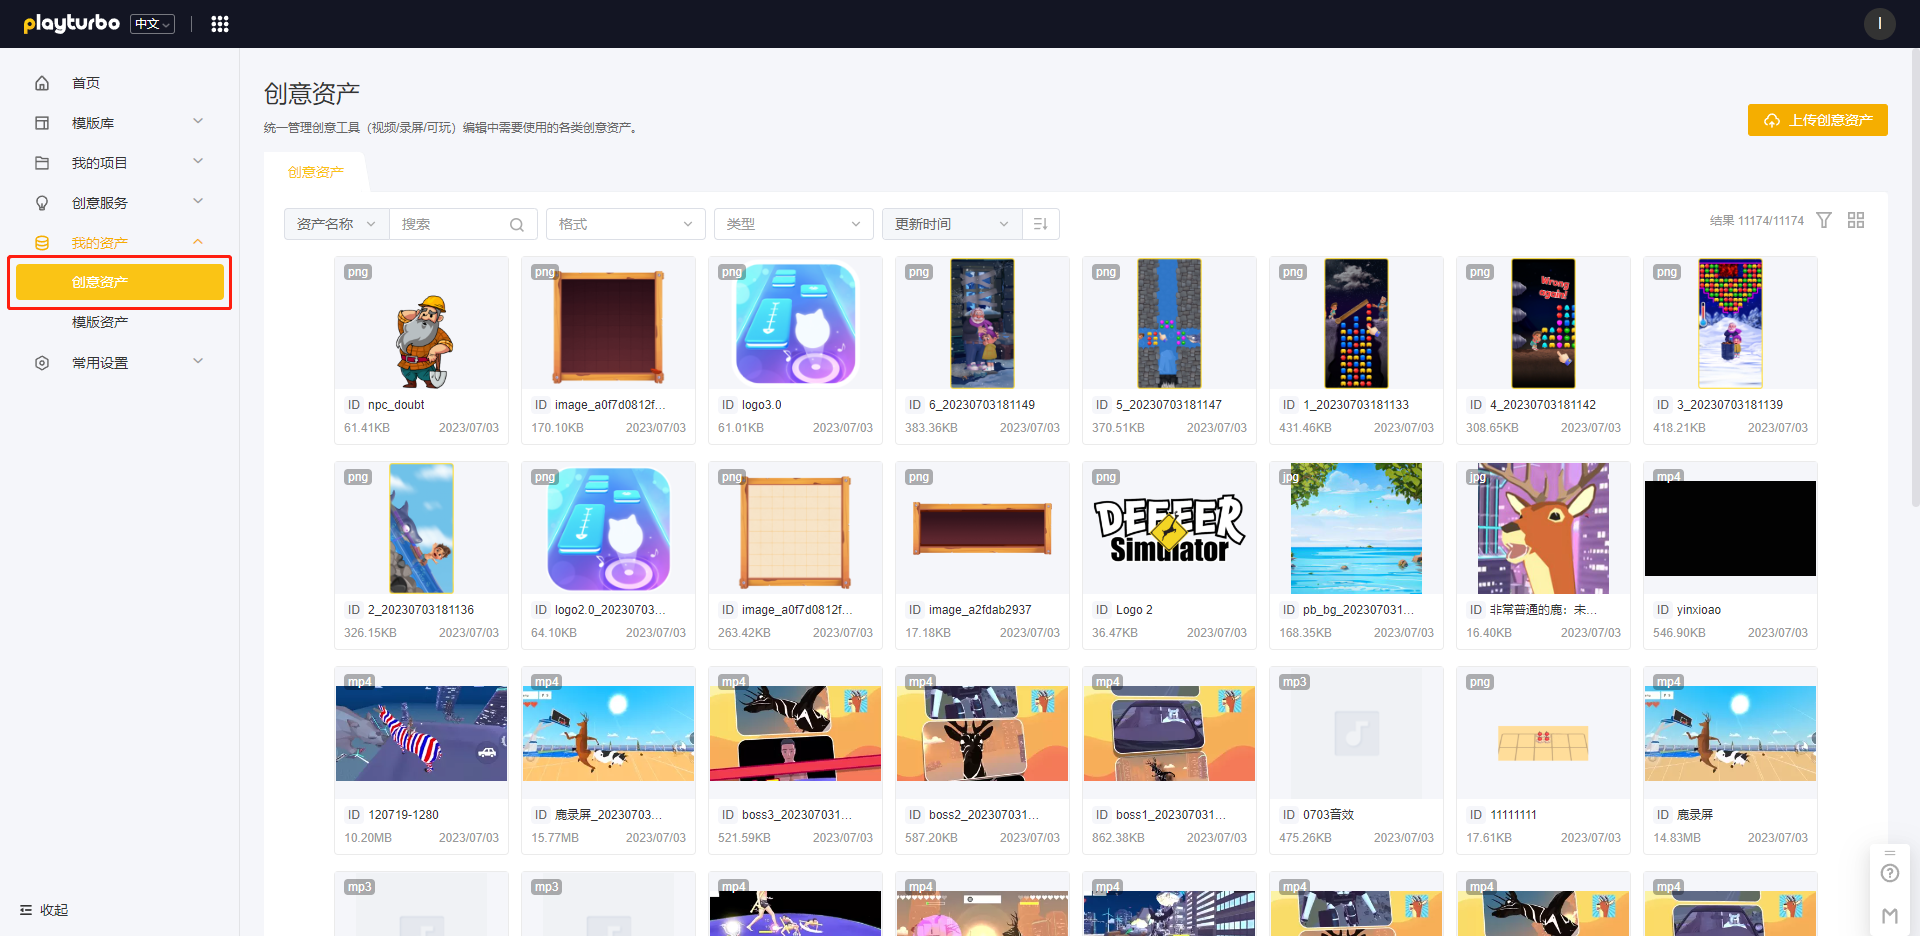 playturbo 中文
I
首页
模版库
我的项目
创意服务
我的资产
创意资产
模版资产
常用设置
收起
创意资产
统一管理创意工具（视频/录屏/可玩）编辑中需要使用的各类创意资产。
上传创意资产
创意资产
资产名称 搜索 格式 类型 更新时间
结果 11174/11174
png png png png png png png png
Wrong again!
ID npc_doubt
61.41KB 2023/07/03
ID image_a0f7d0812f...
170.10KB 2023/07/03
ID logo3.0
61.01KB 2023/07/03
ID 6_20230703181149
383.36KB 2023/07/03
ID 5_20230703181147
370.51KB 2023/07/03
ID 1_20230703181133
431.46KB 2023/07/03
ID 4_20230703181142
308.65KB 2023/07/03
ID 3_20230703181139
418.21KB 2023/07/03
png png png png png jpg jpg mp4
DEEEER Simulator
ID 2_20230703181136
326.15KB 2023/07/03
ID logo2.0_20230703...
64.10KB 2023/07/03
ID image_a0f7d0812f...
263.42KB 2023/07/03
ID image_a2fdab2937
17.18KB 2023/07/03
ID Logo 2
36.47KB 2023/07/03
ID pb_bg_202307031...
168.35KB 2023/07/03
ID 非常普通的鹿：未...
16.40KB 2023/07/03
ID yinxioao
546.90KB 2023/07/03
mp4 mp4 mp4 mp4 mp4 mp3 png mp4
ID 120719-1280
10.20MB 2023/07/03
ID 鹿录屏_20230703...
15.77MB 2023/07/03
ID boss3_202307031...
521.59KB 2023/07/03
ID boss2_202307031...
587.20KB 2023/07/03
ID boss1_202307031...
862.38KB 2023/07/03
ID 0703音效
475.26KB 2023/07/03
ID 11111111
17.61KB 2023/07/03
ID 鹿录屏
14.83MB 2023/07/03
mp3 mp3 mp4 mp4 mp4 mp4 mp4 mp4